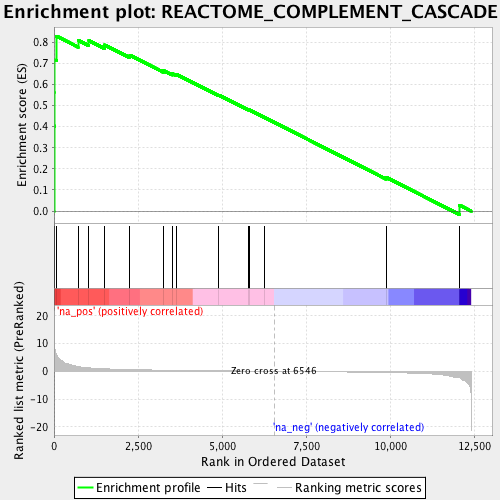 Enrichment plot: REACTOME_COMPLEMENT_CASCADE
Enrichment score (ES)
0.8
0.7
0.6
0.5
0.4
0.3
0.2
0.1
0.0
'na_pos' (positively correlated)
Ranked list metric (PreRanked)
20
10
0
-10
-20
Zero cross at 6546
'na_neg' (negatively correlated)
0
2,500
5,000
7,500
10,000
12,500
Rank in Ordered Dataset
Enrichment profile
Hits
Ranking metric scores